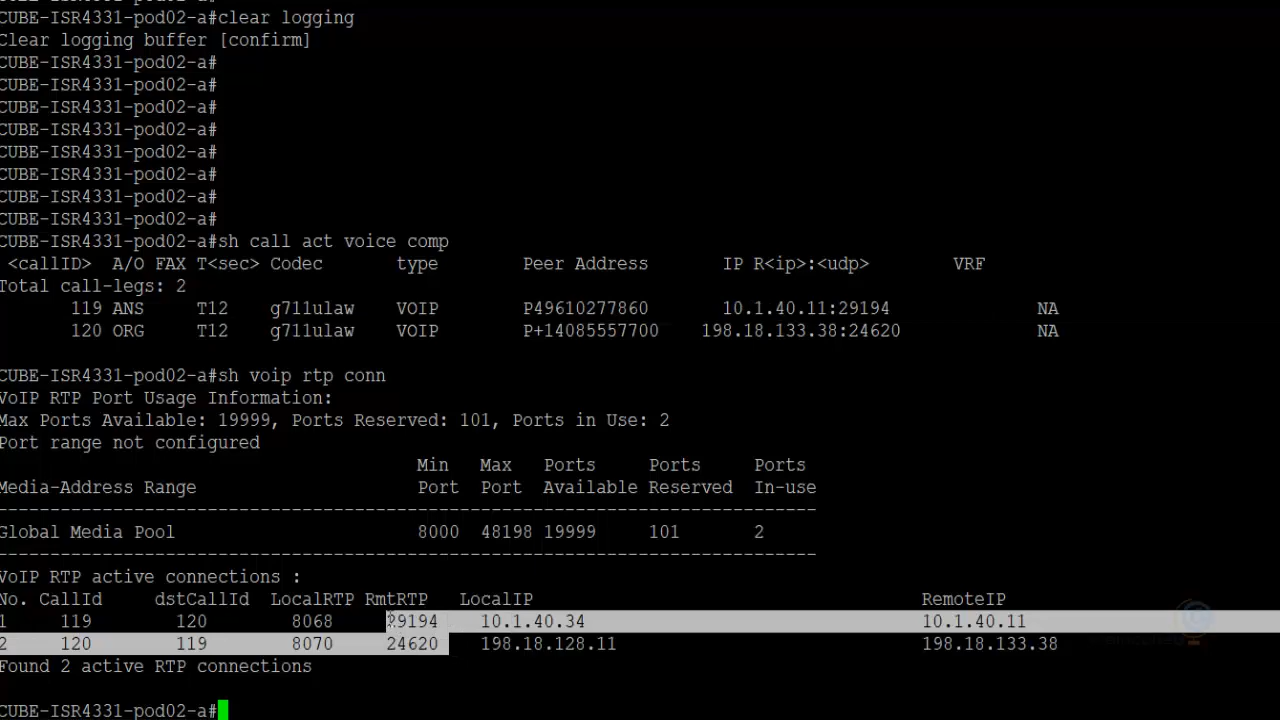 CUBE-ISR4331-pod02-a#clear logging
Clear logging buffer [confirm]
CUBE-ISR4331-pod02-a#
CUBE-ISR4331-pod02-a#
CUBE-ISR4331-pod02-a#
CUBE-ISR4331-pod02-a#
CUBE-ISR4331-pod02-a#
CUBE-ISR4331-pod02-a#
CUBE-ISR4331-pod02-a#
CUBE-ISR4331-pod02-a#
CUBE-ISR4331-pod02-a#sh call act voice comp
<callID> A/O FAX T<sec> Codec type Peer Address IP R<ip>:<udp> VRF
Total call-legs: 2
119 ANS T12 g711ulaw VOIP P49610277860 10.1.40.11:29194 NA
120 ORG T12 g711ulaw VOIP P+14085557700 198.18.133.38:24620 NA
CUBE-ISR4331-pod02-a#sh voip rtp conn
VoIP RTP Port Usage Information:
Max Ports Available: 19999, Ports Reserved: 101, Ports in Use: 2
Port range not configured
Min Max Ports Ports Ports
Media-Address Range Port Port Available Reserved In-use
------------------------------------------------------------------------------
Global Media Pool 8000 48198 19999 101 2
------------------------------------------------------------------------------
VoIP RTP active connections :
No. CallId dstCallId LocalRTP RmtRTP LocalIP RemoteIP
1 119 120 8068 29194 10.1.40.34 10.1.40.11
2 120 119 8070 24620 198.18.128.11 198.18.133.38
Found 2 active RTP connections
CUBE-ISR4331-pod02-a#